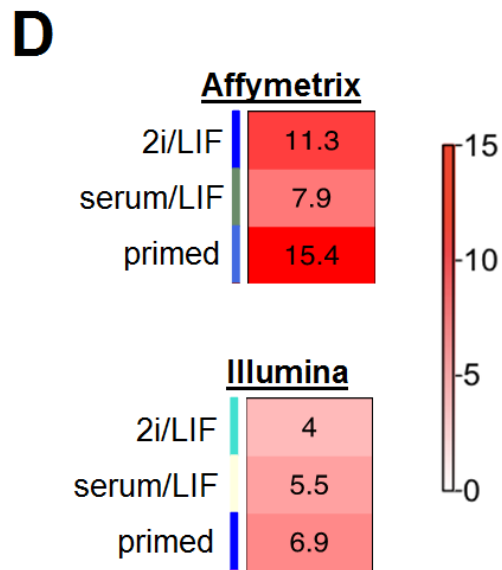 D
Affymetrix
2i/LIF 11.3
serum/LIF 7.9
primed 15.4
15
10
5
0
Illumina
2i/LIF 4
serum/LIF 5.5
primed 6.9